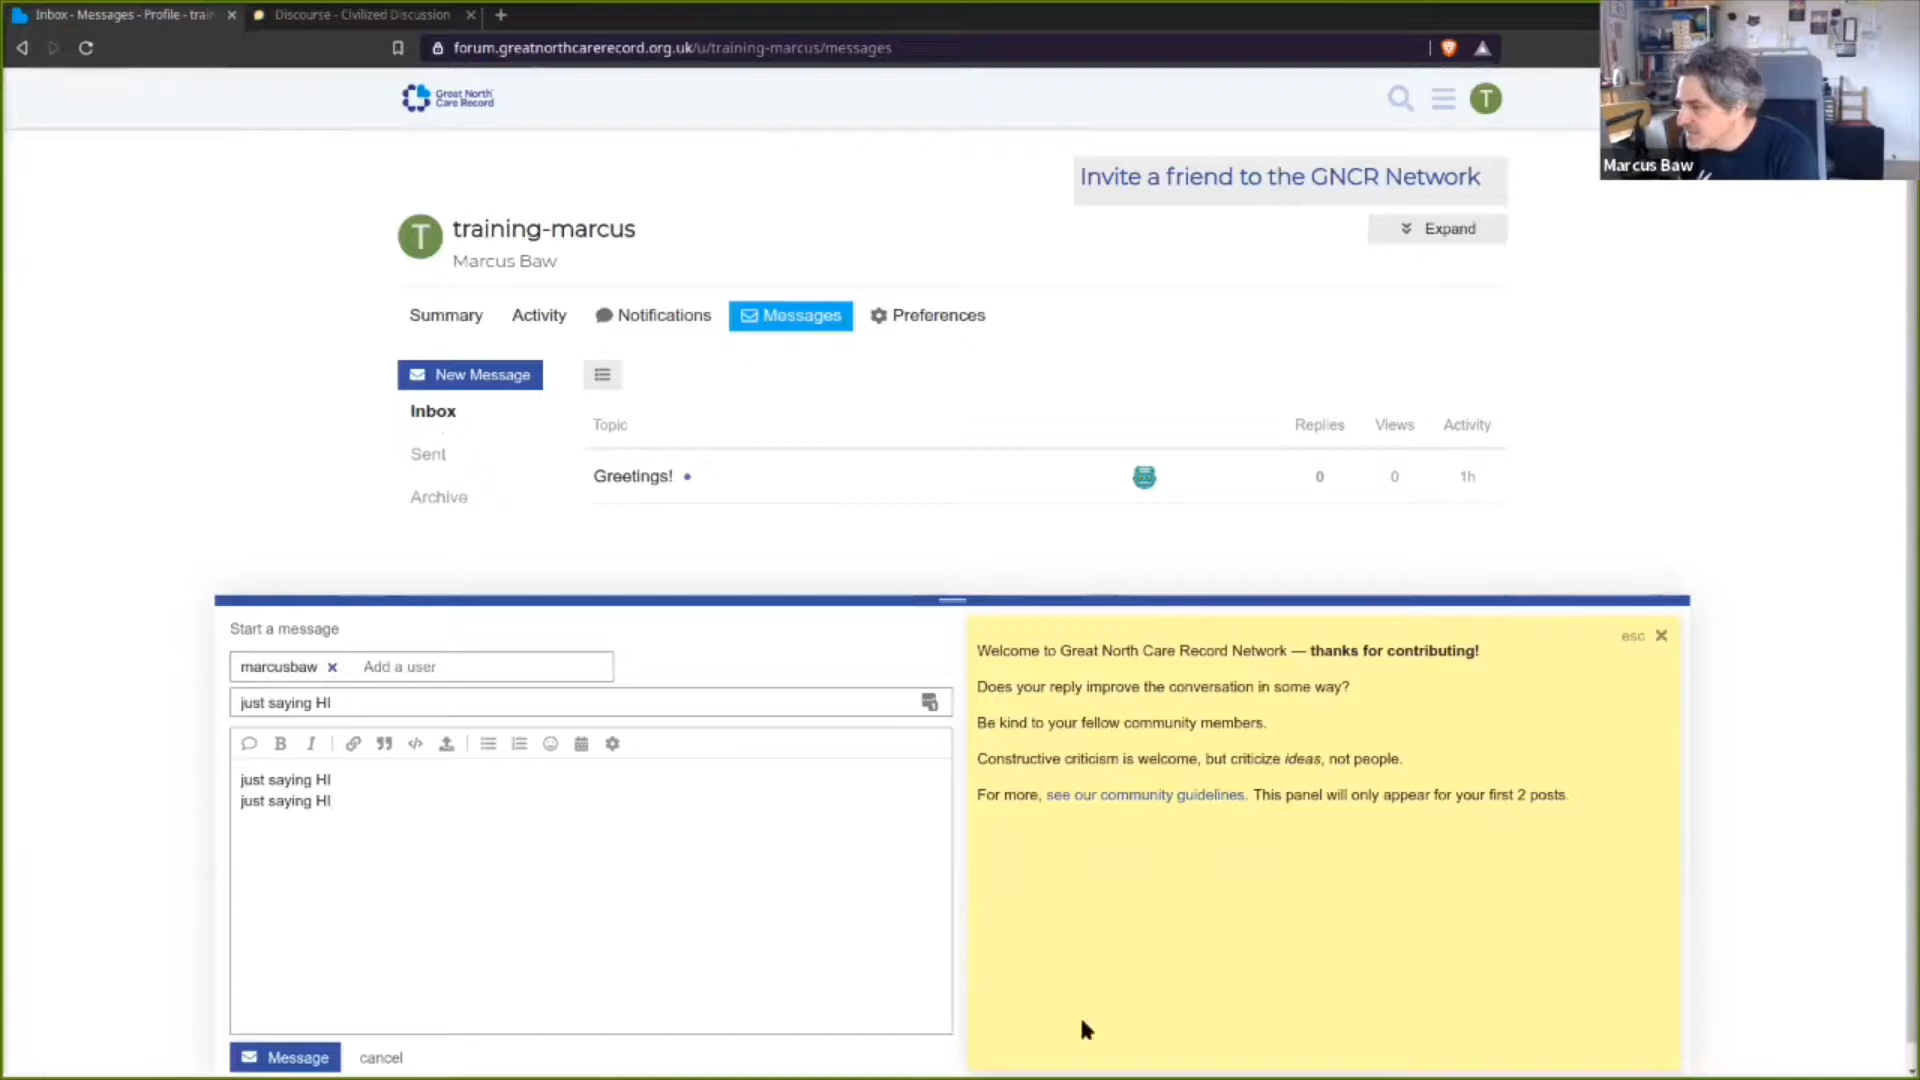 Inbox - Messages - Profile - train
Discourse - Civilized Discussion
forum.greatnorthcarerecord.org.uk/u/training-marcus/messages
Great North
Care Record
T
Marcus Baw
Invite a friend to the GNCR Network
T
training-marcus
Expand
Marcus Baw
Summary
Activity
Notifications
Messages
Preferences
New Message
Inbox
Topic
Replies
Views
Activity
Sent
Greetings!
0
0
1h
Archive
Start a message
esc
marcusbaw
Add a user
Welcome to Great North Care Record Network — thanks for contributing!
just saying HI
Does your reply improve the conversation in some way?
Be kind to your fellow community members.
B I
Constructive criticism is welcome, but criticize ideas, not people.
just saying HI
just saying HI
For more, see our community guidelines. This panel will only appear for your first 2 posts.
Message
cancel